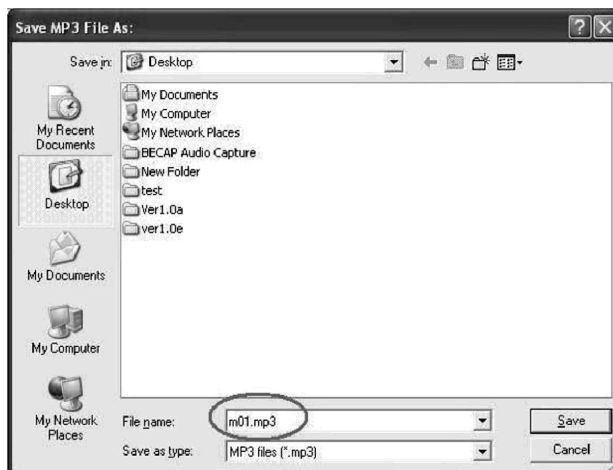 Save MP3 File As:
Save in:
Desktop
My Recent
Documents
Desktop
My Documents
My Computer
My Network
Places
My Documents
My Computer
My Network Places
BECAP Audio Capture
New Folder
test
Ver1.0a
ver1.0e
File name:
m01.mp3
Save
Save as type:
MP3 files (*.mp3)
Cancel